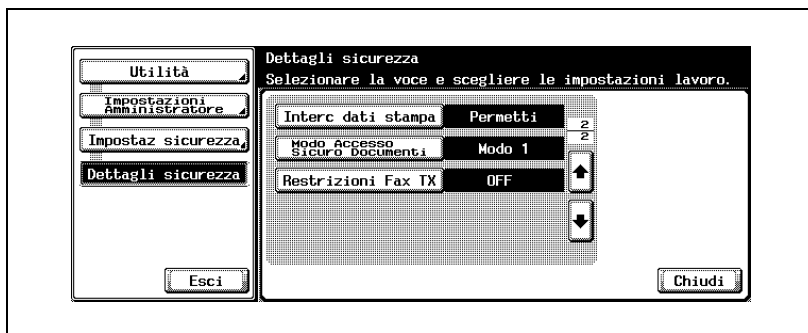 Dettagli sicurezza
Selezionare la voce e scegliere le impostazioni lavoro.
Utilità
Impostazioni
Amministratore
Impostaz sicurezza
Dettagli sicurezza
Esci
Interc dati stampa Permetti
Modo Accesso
Sicuro Documenti Modo 1
Restrizioni Fax TX OFF
2
2
Chiudi